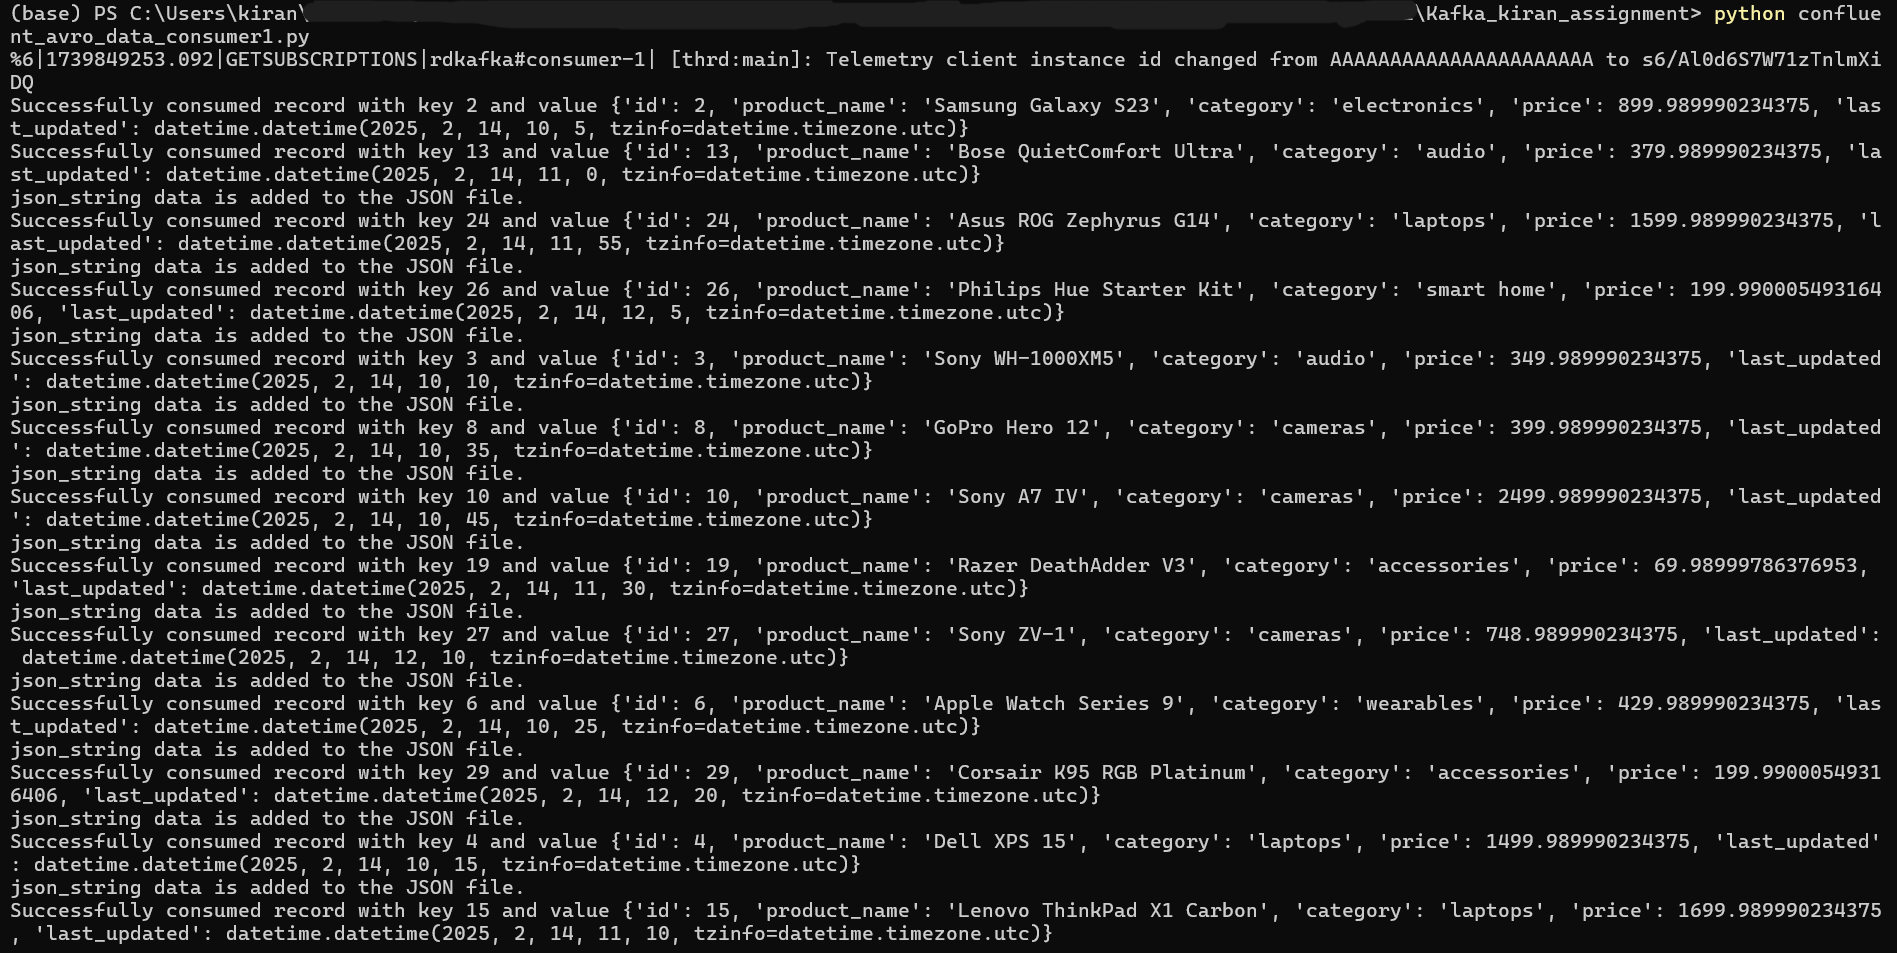 (base) PS C:\Users\kiran\ \Kafka_kiran_assignment> python conflue
nt_avro_data_consumer1.py
%6|1739849253.092|GETSUBSCRIPTIONS|rdkafka#consumer-1| [thrd:main]: Telemetry client instance id changed from AAAAAAAAAAAAAAAAAAAAAA to s6/Al0d6S7W71zTnlmXi
DQ
Successfully consumed record with key 2 and value {'id': 2, 'product_name': 'Samsung Galaxy S23', 'category': 'electronics', 'price': 899.989990234375, 'las
t_updated': datetime.datetime(2025, 2, 14, 10, 5, tzinfo=datetime.timezone.utc)}
Successfully consumed record with key 13 and value {'id': 13, 'product_name': 'Bose QuietComfort Ultra', 'category': 'audio', 'price': 379.989990234375, 'la
st_updated': datetime.datetime(2025, 2, 14, 11, 0, tzinfo=datetime.timezone.utc)}
json_string data is added to the JSON file.
Successfully consumed record with key 24 and value {'id': 24, 'product_name': 'Asus ROG Zephyrus G14', 'category': 'laptops', 'price': 1599.989990234375, 'l
ast_updated': datetime.datetime(2025, 2, 14, 11, 55, tzinfo=datetime.timezone.utc)}
json_string data is added to the JSON file.
Successfully consumed record with key 26 and value {'id': 26, 'product_name': 'Philips Hue Starter Kit', 'category': 'smart home', 'price': 199.990005493164
06, 'last_updated': datetime.datetime(2025, 2, 14, 12, 5, tzinfo=datetime.timezone.utc)}
json_string data is added to the JSON file.
Successfully consumed record with key 3 and value {'id': 3, 'product_name': 'Sony WH-1000XM5', 'category': 'audio', 'price': 349.989990234375, 'last_updated
': datetime.datetime(2025, 2, 14, 10, 10, tzinfo=datetime.timezone.utc)}
json_string data is added to the JSON file.
Successfully consumed record with key 8 and value {'id': 8, 'product_name': 'GoPro Hero 12', 'category': 'cameras', 'price': 399.989990234375, 'last_updated
': datetime.datetime(2025, 2, 14, 10, 35, tzinfo=datetime.timezone.utc)}
json_string data is added to the JSON file.
Successfully consumed record with key 10 and value {'id': 10, 'product_name': 'Sony A7 IV', 'category': 'cameras', 'price': 2499.989990234375, 'last_updated
': datetime.datetime(2025, 2, 14, 10, 45, tzinfo=datetime.timezone.utc)}
json_string data is added to the JSON file.
Successfully consumed record with key 19 and value {'id': 19, 'product_name': 'Razer DeathAdder V3', 'category': 'accessories', 'price': 69.98999786376953,
'last_updated': datetime.datetime(2025, 2, 14, 11, 30, tzinfo=datetime.timezone.utc)}
json_string data is added to the JSON file.
Successfully consumed record with key 27 and value {'id': 27, 'product_name': 'Sony ZV-1', 'category': 'cameras', 'price': 748.989990234375, 'last_updated':
 datetime.datetime(2025, 2, 14, 12, 10, tzinfo=datetime.timezone.utc)}
json_string data is added to the JSON file.
Successfully consumed record with key 6 and value {'id': 6, 'product_name': 'Apple Watch Series 9', 'category': 'wearables', 'price': 429.989990234375, 'las
t_updated': datetime.datetime(2025, 2, 14, 10, 25, tzinfo=datetime.timezone.utc)}
json_string data is added to the JSON file.
Successfully consumed record with key 29 and value {'id': 29, 'product_name': 'Corsair K95 RGB Platinum', 'category': 'accessories', 'price': 199.9900054931
6406, 'last_updated': datetime.datetime(2025, 2, 14, 12, 20, tzinfo=datetime.timezone.utc)}
json_string data is added to the JSON file.
Successfully consumed record with key 4 and value {'id': 4, 'product_name': 'Dell XPS 15', 'category': 'laptops', 'price': 1499.989990234375, 'last_updated'
: datetime.datetime(2025, 2, 14, 10, 15, tzinfo=datetime.timezone.utc)}
json_string data is added to the JSON file.
Successfully consumed record with key 15 and value {'id': 15, 'product_name': 'Lenovo ThinkPad X1 Carbon', 'category': 'laptops', 'price': 1699.989990234375
, 'last_updated': datetime.datetime(2025, 2, 14, 11, 10, tzinfo=datetime.timezone.utc)}